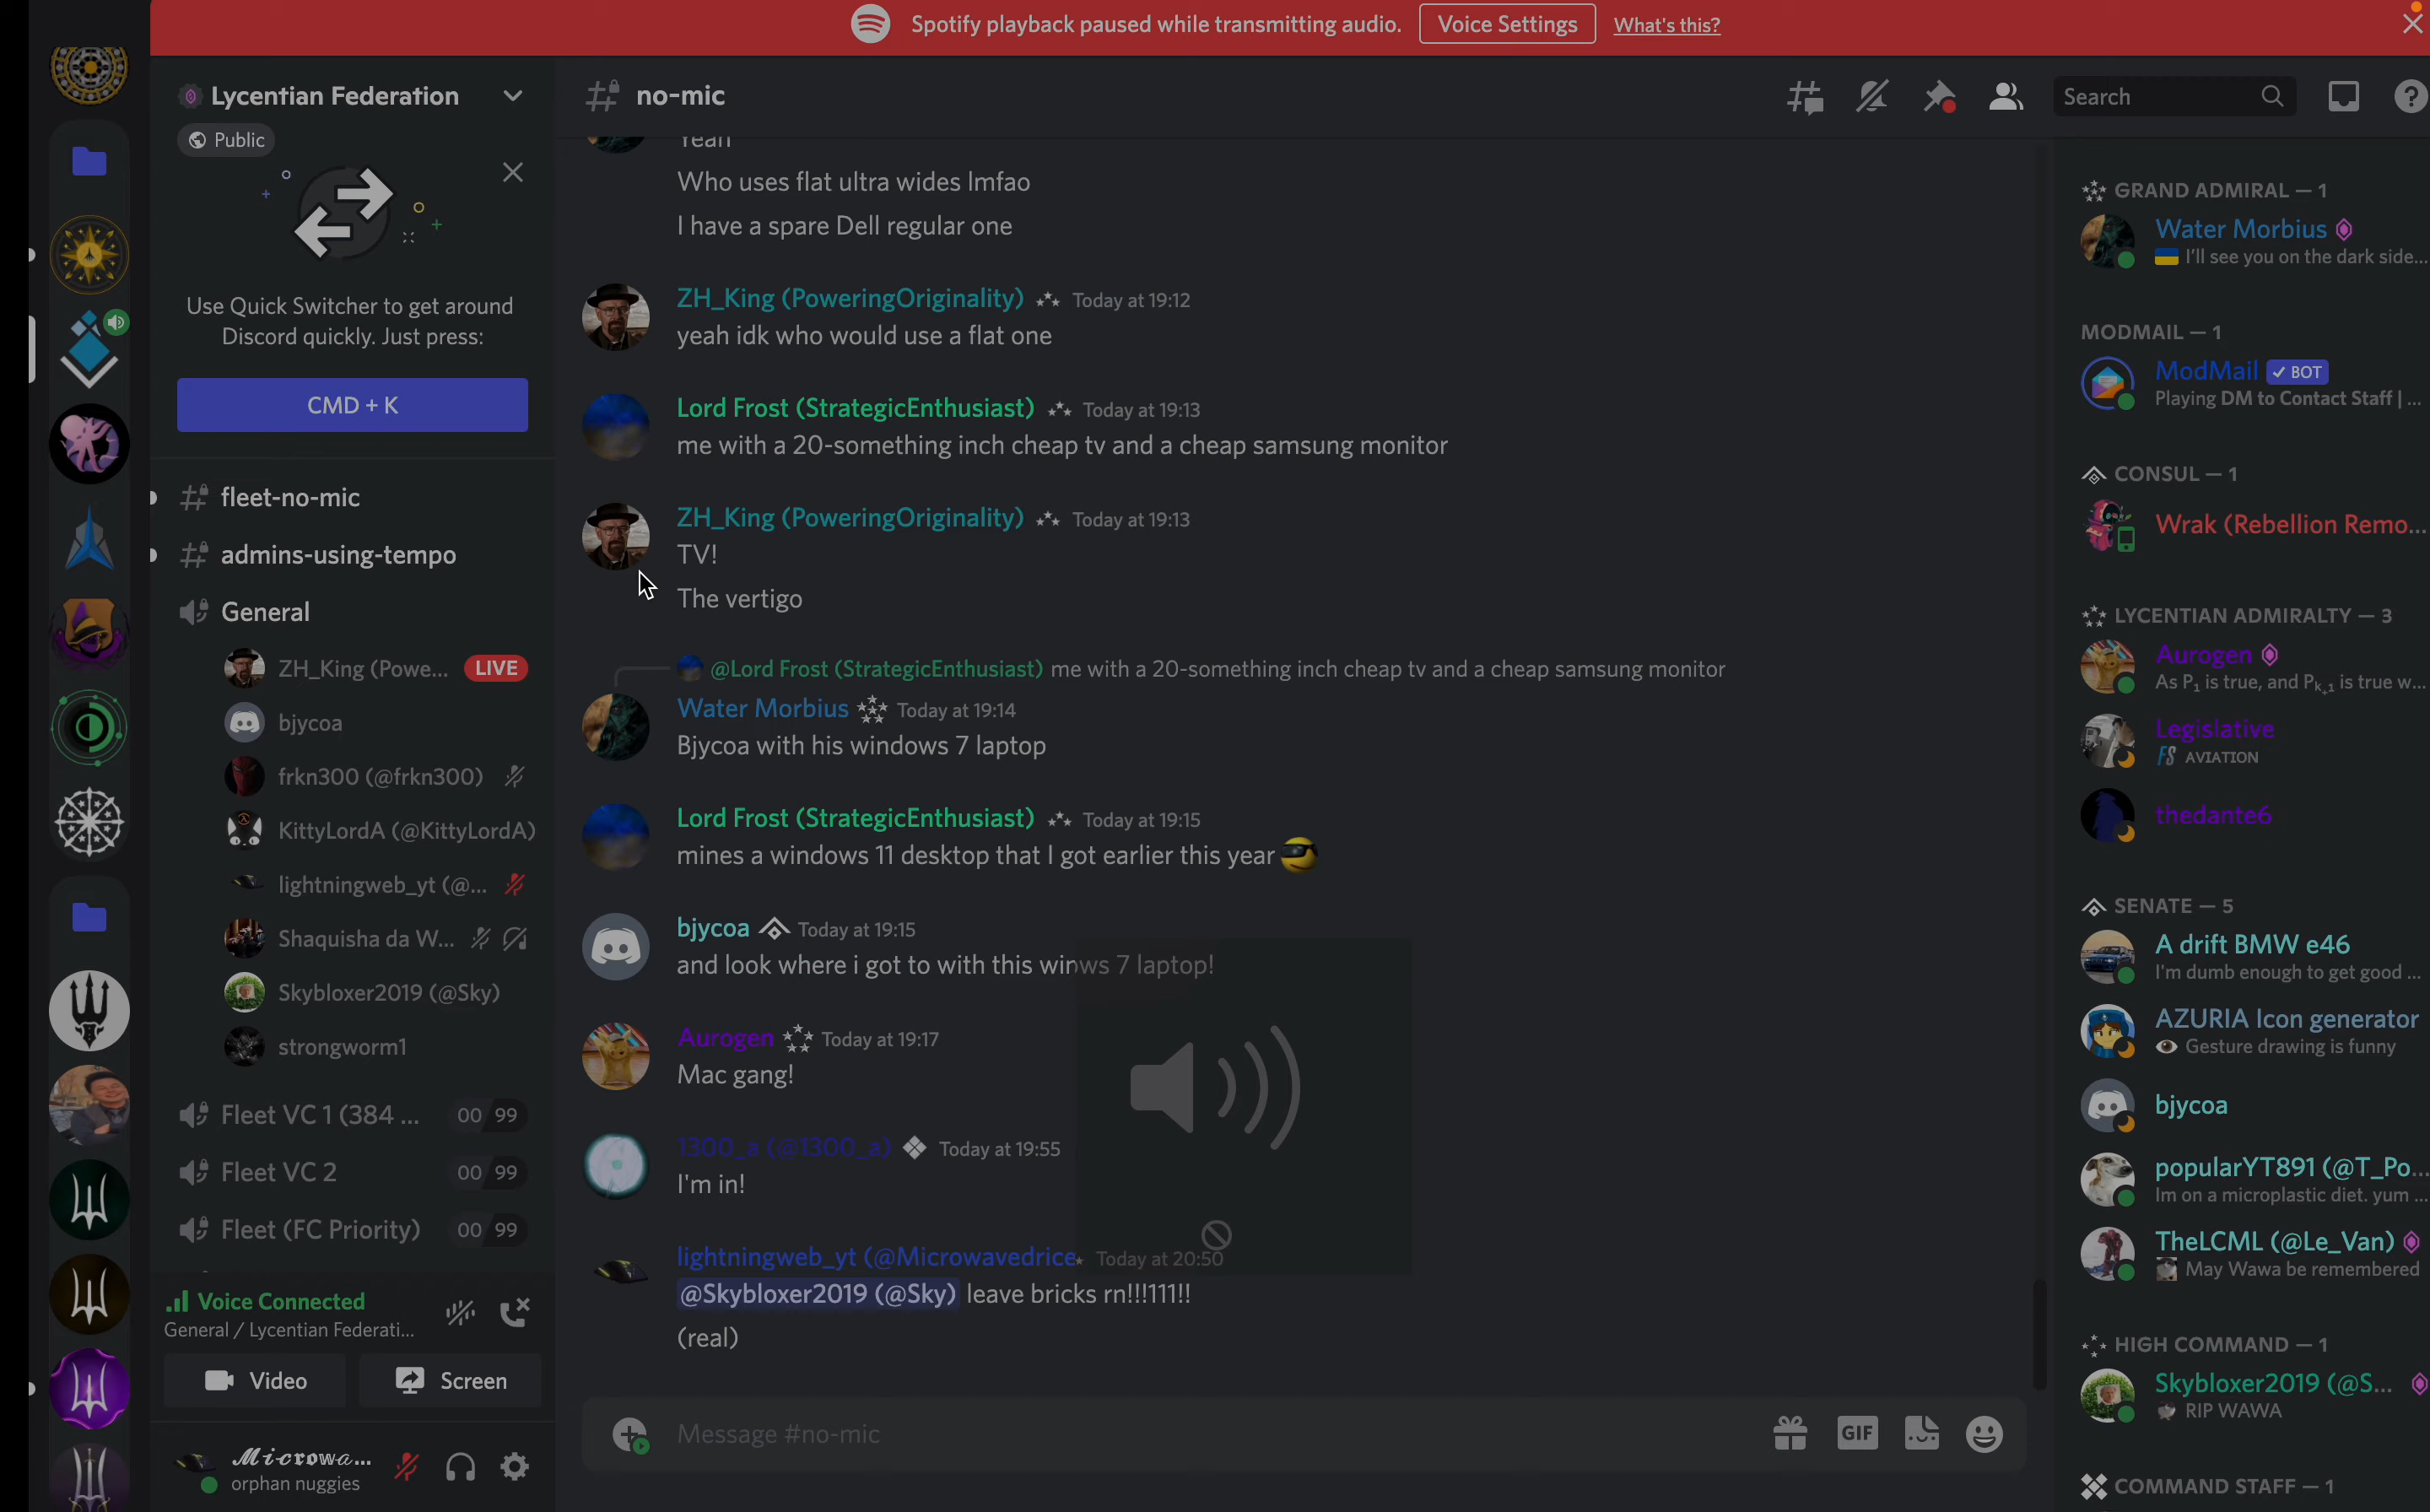 Spotify playback paused while transmitting audio. Voice Settings What's this?
Lycentian Federation
Public
Use Quick Switcher to get around
Discord quickly. Just press:
CMD + K
fleet-no-mic
admins-using-tempo
General
ZH_King (Powe... LIVE
bjycoa
frkn300 (@frkn300)
KittyLordA (@KittyLordA)
lightningweb_yt (@...
Shaquisha da W...
Skybloxer2019 (@Sky)
strongworm1
Fleet VC 1 (384 ... 00 99
Fleet VC 2 00 99
Fleet (FC Priority) 00 99
Voice Connected
General / Lycentian Federati...
Video Screen
Microwa...
orphan nuggies
no-mic
Search
Yeah
Who uses flat ultra wides lmfao
I have a spare Dell regular one
ZH_King (PoweringOriginality) Today at 19:12
yeah idk who would use a flat one
Lord Frost (StrategicEnthusiast) Today at 19:13
me with a 20-something inch cheap tv and a cheap samsung monitor
ZH_King (PoweringOriginality) Today at 19:13
TV!
The vertigo
@Lord Frost (StrategicEnthusiast) me with a 20-something inch cheap tv and a cheap samsung monitor
Water Morbius Today at 19:14
Bjycoa with his windows 7 laptop
Lord Frost (StrategicEnthusiast) Today at 19:15
mines a windows 11 desktop that I got earlier this year
bjycoa Today at 19:15
and look where i got to with this winws 7 laptop!
Aurogen Today at 19:17
Mac gang!
1300_a (@1300_a) Today at 19:55
I'm in!
lightningweb_yt (@Microwavedrice Today at 20:50
@Skybloxer2019 (@Sky) leave bricks rn!!!111!!
(real)
Message #no-mic
GIF
GRAND ADMIRAL — 1
Water Morbius
I'll see you on the dark side...
MODMAIL — 1
ModMail BOT
Playing DM to Contact Staff | ...
CONSUL — 1
Wrak (Rebellion Remo...
LYCENTIAN ADMIRALTY — 3
Aurogen
As P₁ is true, and Pₖ₊₁ is true w...
Legislative
FS AVIATION
thedante6
SENATE — 5
A drift BMW e46
I'm dumb enough to get good ...
AZURIA Icon generator
Gesture drawing is funny
bjycoa
popularYT891 (@T_Po...
Im on a microplastic diet. yum ...
TheLCML (@Le_Van)
May Wawa be remembered
HIGH COMMAND — 1
Skybloxer2019 (@S...
RIP WAWA
COMMAND STAFF — 1